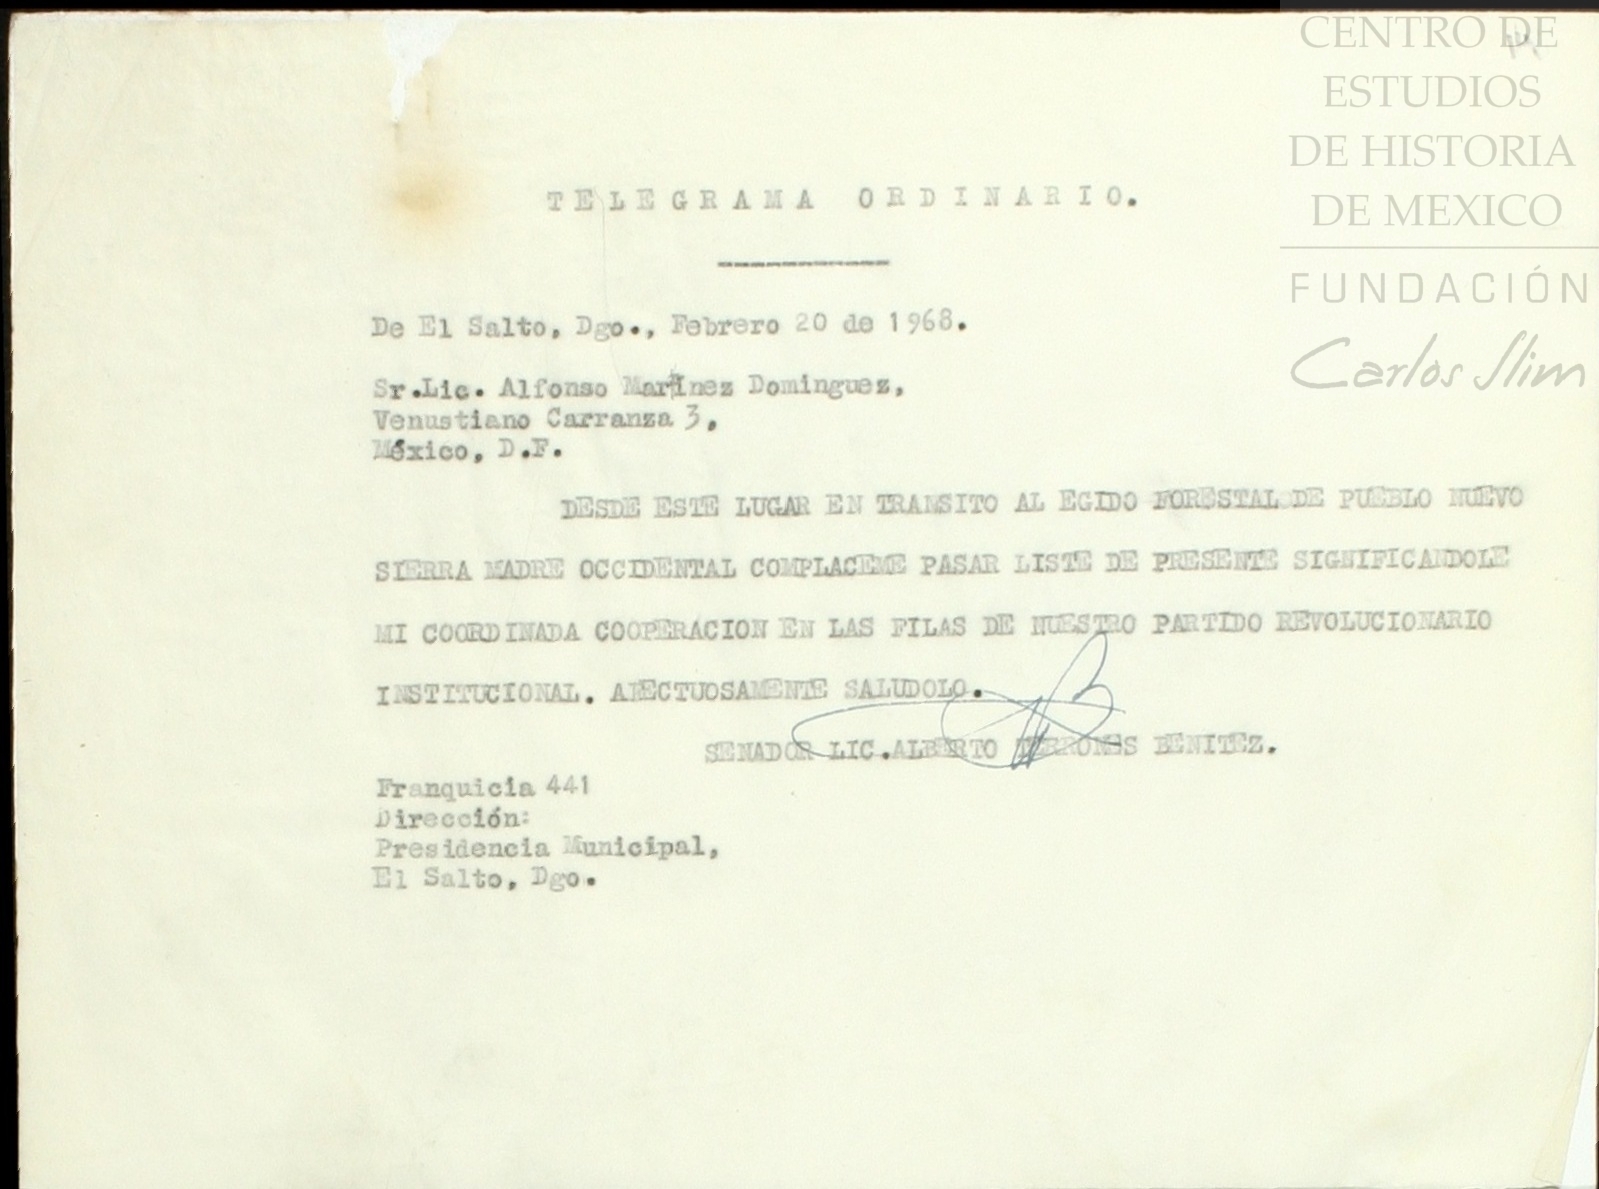 CENTRO DE
ESTUDIOS
DE HISTORIA
DE MEXICO
FUNDACIÓN
Carlos Slim
TELEGRAMA ORDINARIO.
De El Salto, Dgo., Febrero 20 de 1968.
Sr.Lic. Alfonso Martínez Dominguez,
Venustiano Carranza 3,
México, D.F.
DESDE ESTE LUGAR EN TRANSITO AL EGIDO FORESTAL DE PUEBLO NUEVO
SIERRA MADRE OCCIDENTAL COMPLACEME PASAR LISTE DE PRESENTE SIGNIFICANDOLE
MI COORDINADA COOPERACION EN LAS FILAS DE NUESTRO PARTIDO REVOLUCIONARIO
INSTITUCIONAL. AFECTUOSAMENTE SALUDOLO.
SENADOR LIC.ALBERTO TERRONES BENITEZ.
Franquicia 441
Dirección:
Presidencia Municipal,
El Salto, Dgo.